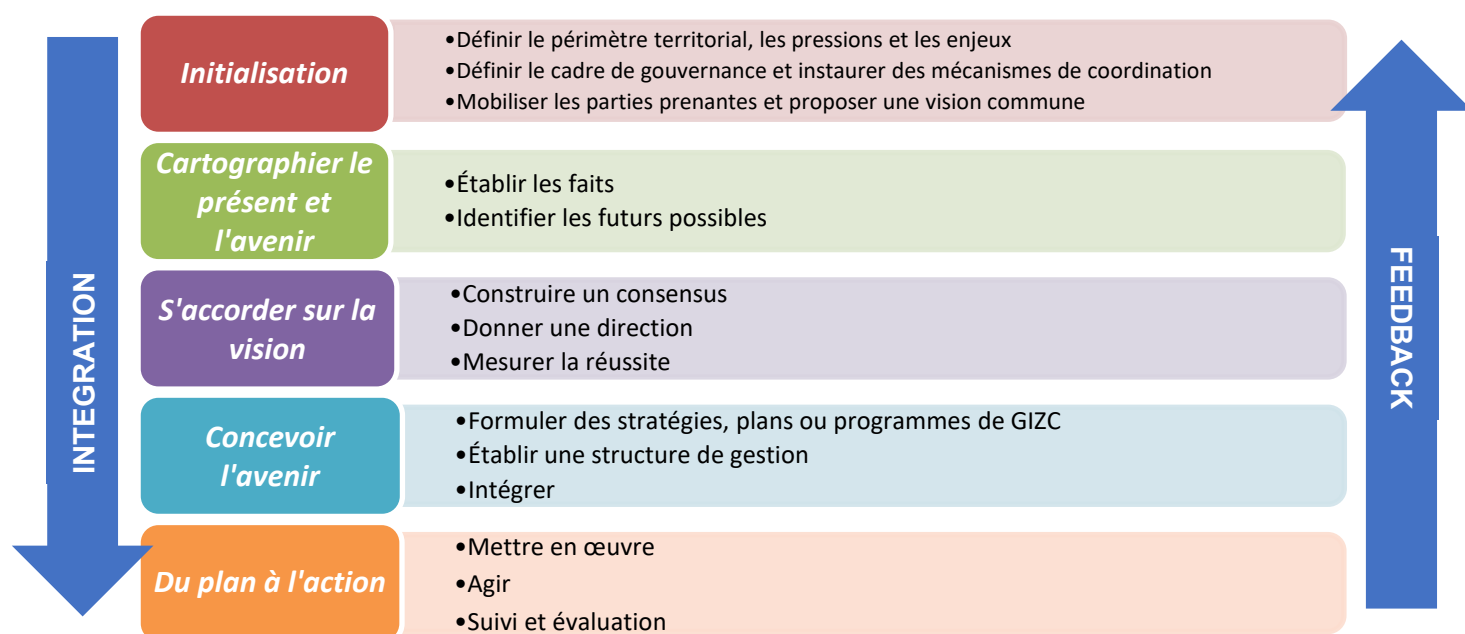 INTEGRATION
Initialisation
•Définir le périmètre territorial, les pressions et les enjeux
•Définir le cadre de gouvernance et instaurer des mécanismes de coordination
•Mobiliser les parties prenantes et proposer une vision commune
Cartographier le
présent et
l'avenir
•Établir les faits
•Identifier les futurs possibles
S'accorder sur la
vision
•Construire un consensus
•Donner une direction
•Mesurer la réussite
Concevoir
l'avenir
•Formuler des stratégies, plans ou programmes de GIZC
•Établir une structure de gestion
•Intégrer
Du plan à l'action
•Mettre en œuvre
•Agir
•Suivi et évaluation
FEEDBACK